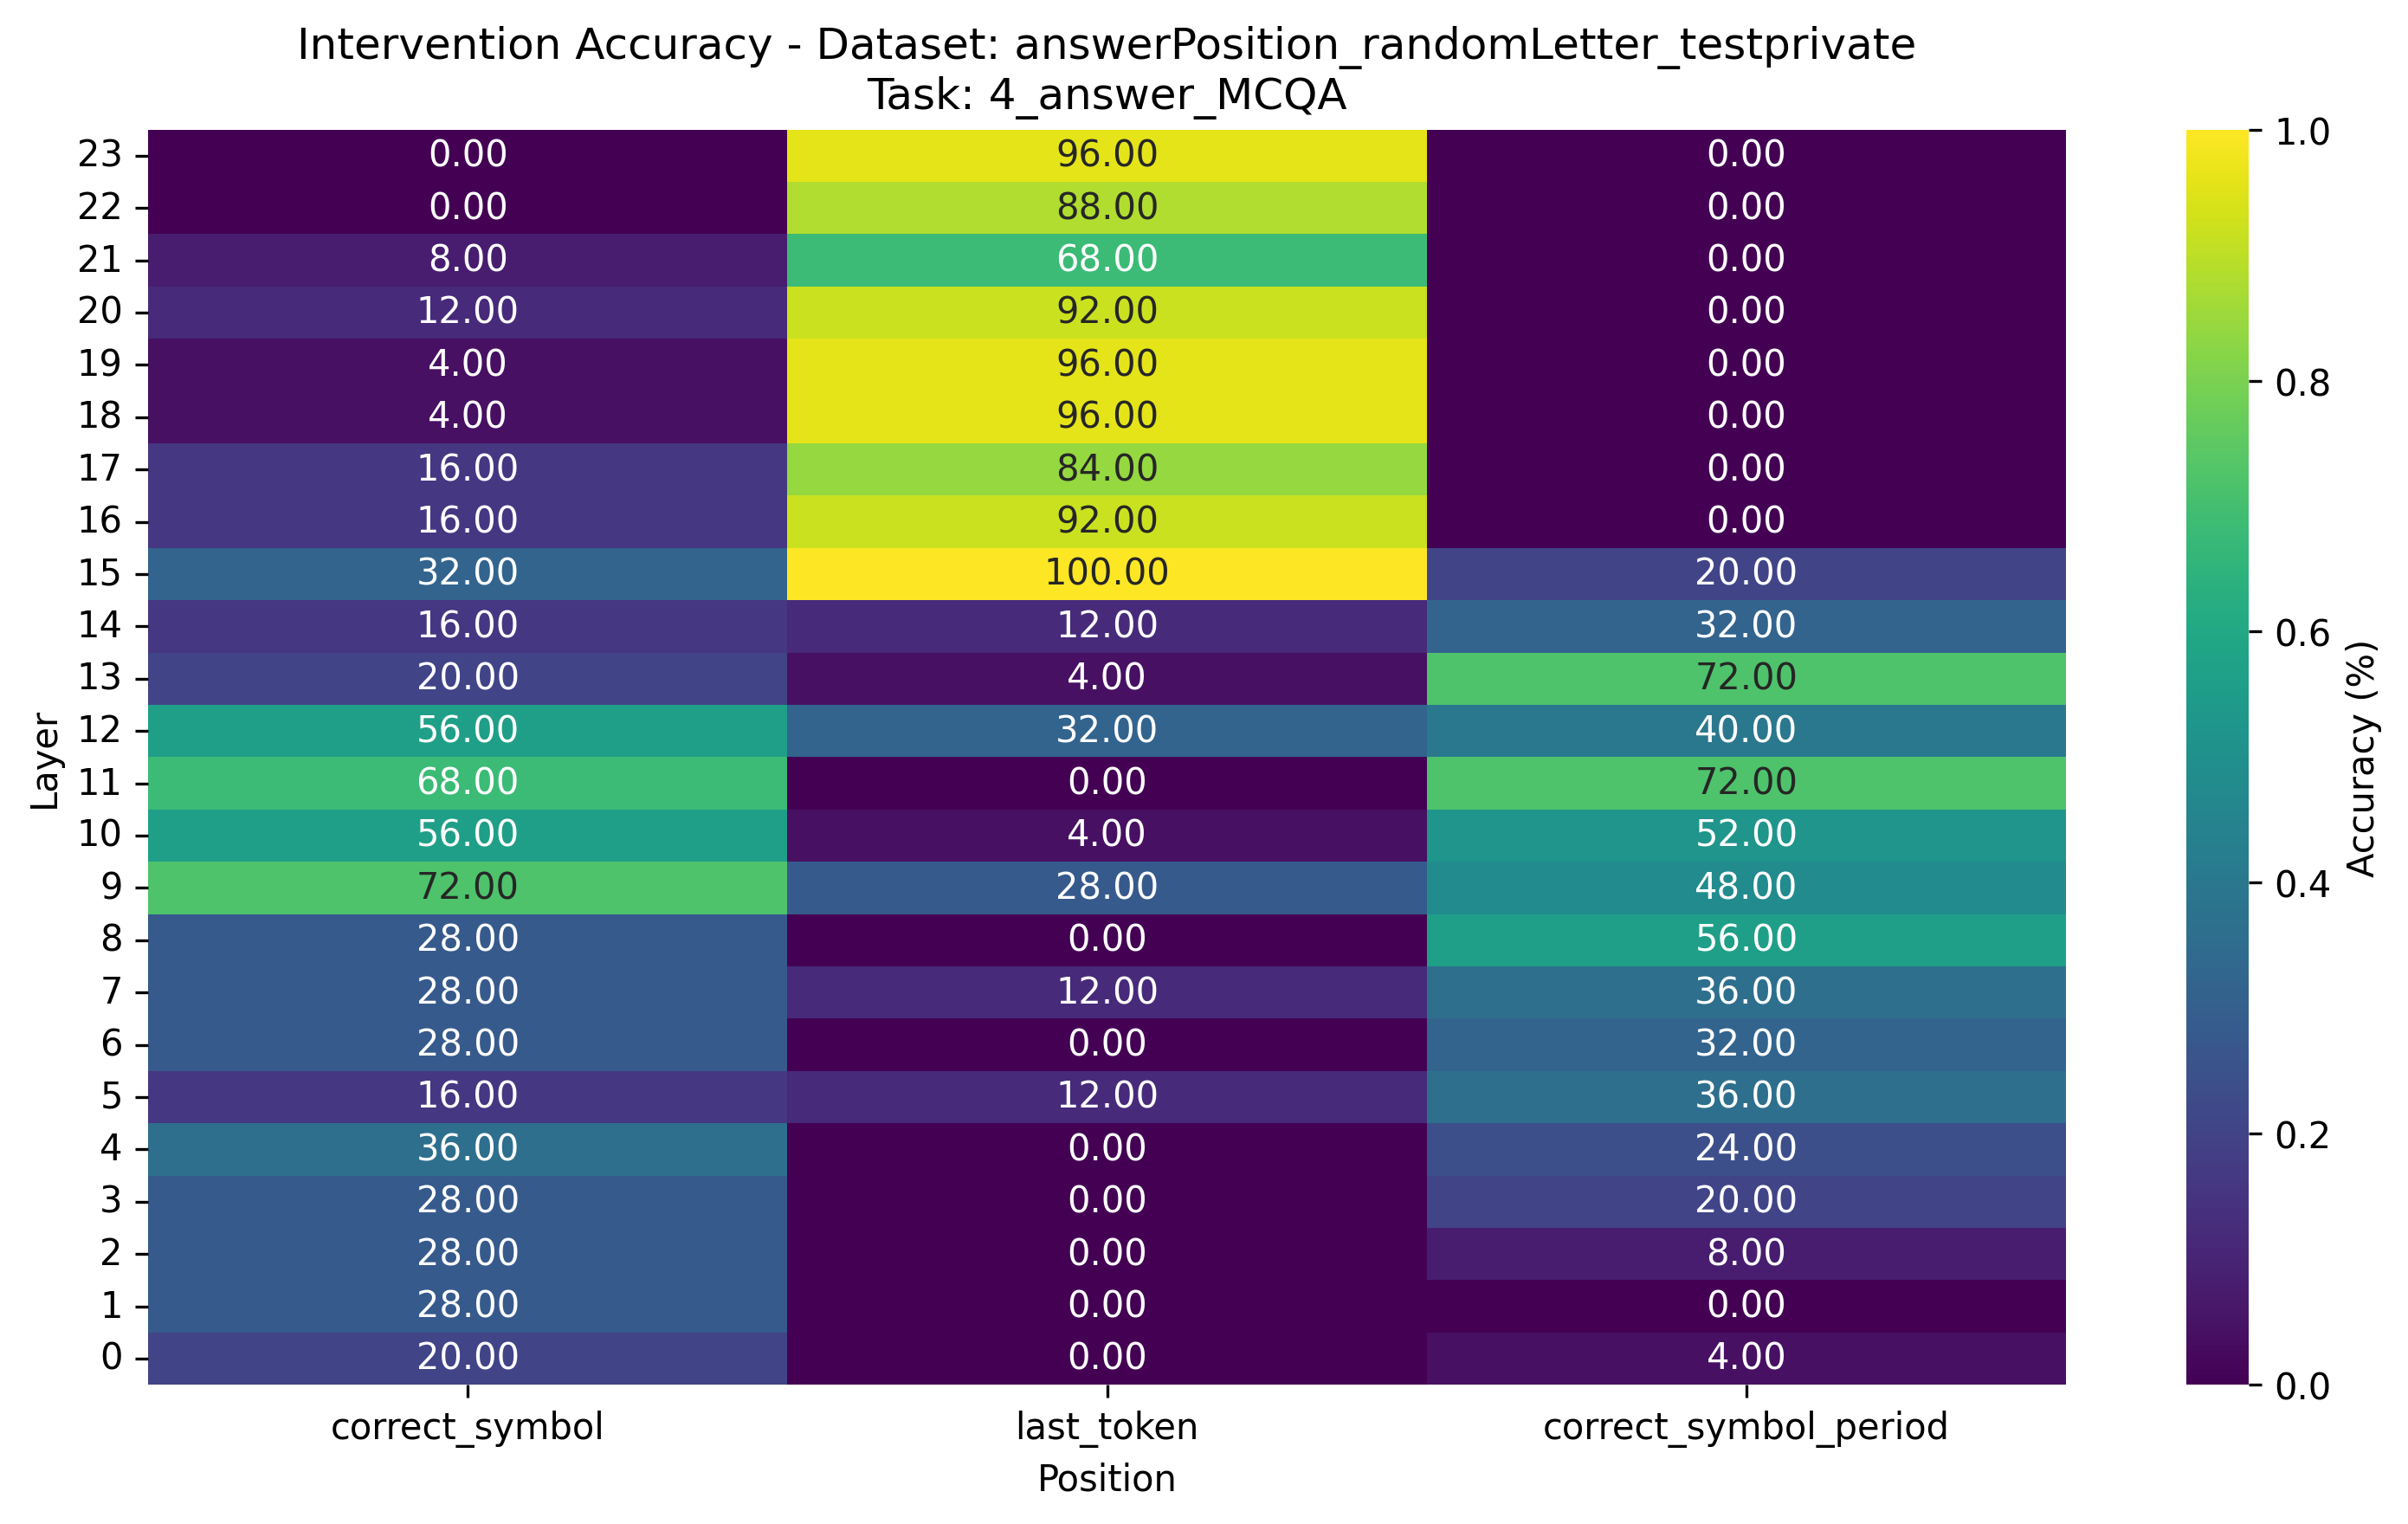 Intervention Accuracy - Dataset: answerPosition_randomLetter_testprivate
Task: 4_answer_MCQA
23 0.00 96.00 0.00
22 0.00 88.00 0.00
21 8.00 68.00 0.00
20 12.00 92.00 0.00
19 4.00 96.00 0.00
18 4.00 96.00 0.00
17 16.00 84.00 0.00
16 16.00 92.00 0.00
15 32.00 100.00 20.00
14 16.00 12.00 32.00
13 20.00 4.00 72.00
12 56.00 32.00 40.00
11 68.00 0.00 72.00
10 56.00 4.00 52.00
9 72.00 28.00 48.00
8 28.00 0.00 56.00
7 28.00 12.00 36.00
6 28.00 0.00 32.00
5 16.00 12.00 36.00
4 36.00 0.00 24.00
3 28.00 0.00 20.00
2 28.00 0.00 8.00
1 28.00 0.00 0.00
0 20.00 0.00 4.00
correct_symbol last_token correct_symbol_period
Position
Layer
1.0
0.8
0.6
0.4
0.2
0.0
Accuracy (%)